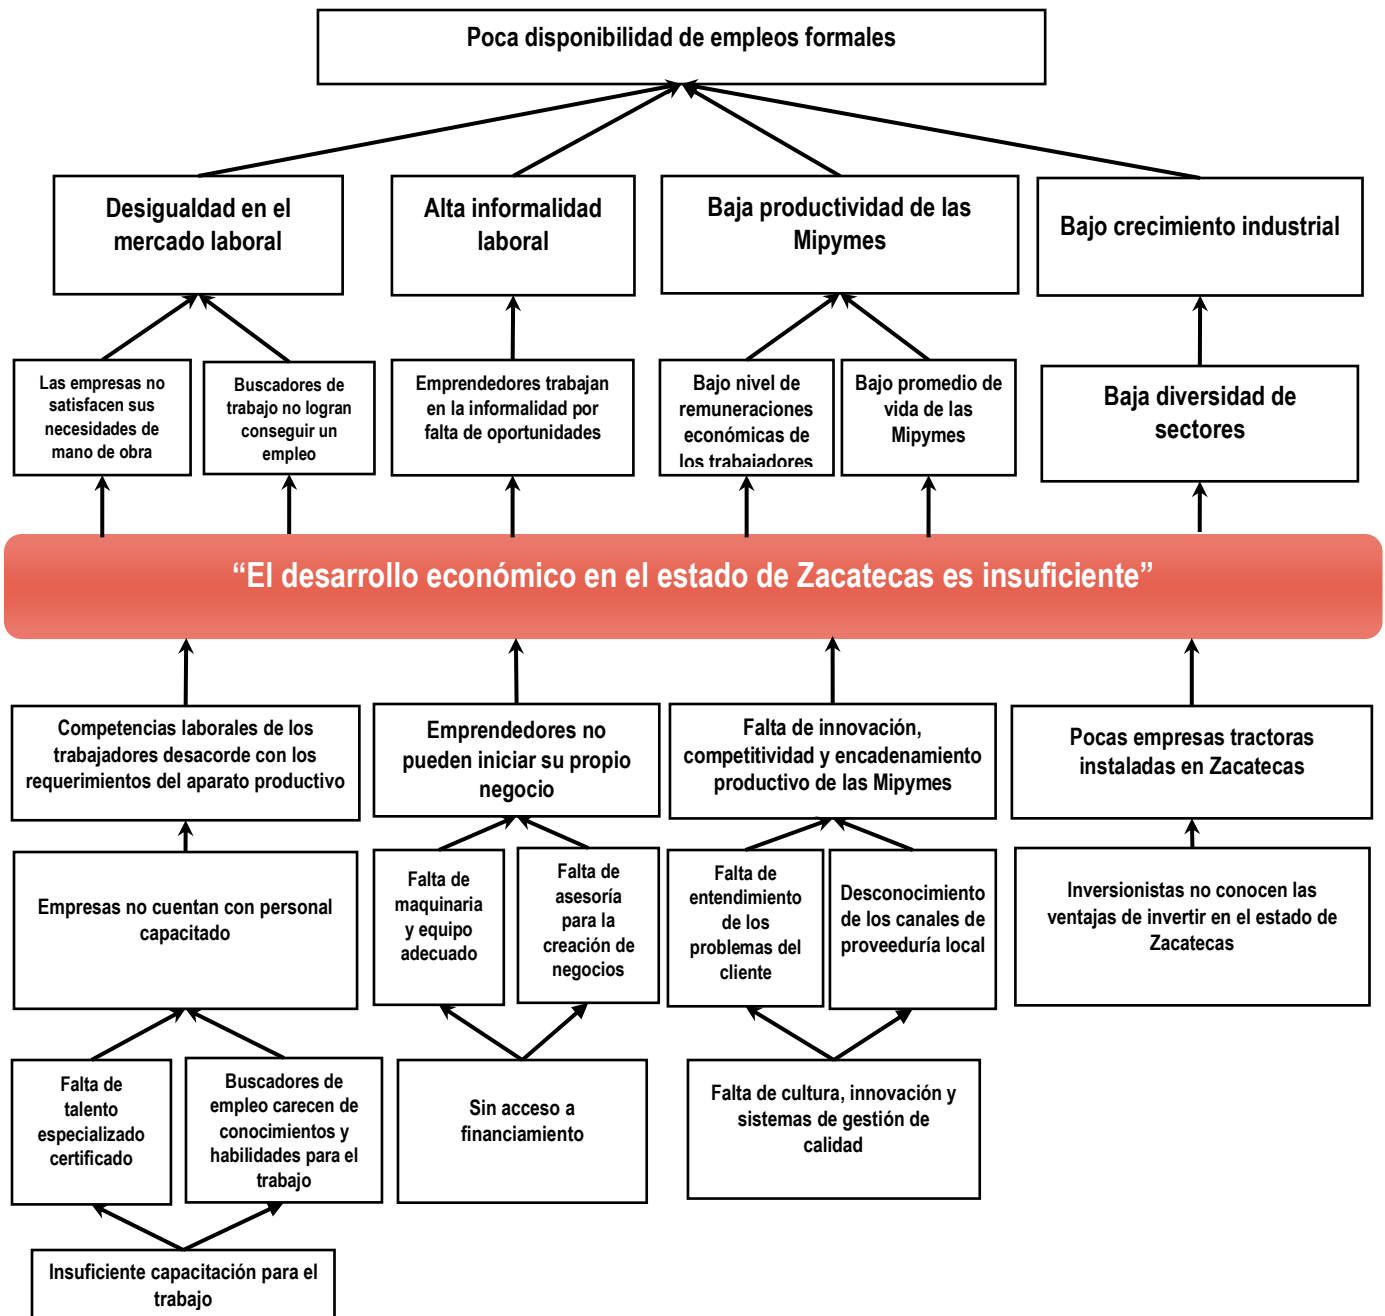 Poca disponibilidad de empleos formales
Desigualdad en el
mercado laboral
Alta informalidad
laboral
Baja productividad de las
Mipymes
Bajo crecimiento industrial
Las empresas no
satisfacen sus
necesidades de
mano de obra
Buscadores de
trabajo no logran
conseguir un
empleo
Emprendedores trabajan
en la informalidad por
falta de oportunidades
Bajo nivel de
remuneraciones
económicas de
los trabajadores
Bajo promedio de
vida de las
Mipymes
Baja diversidad de
sectores
“El desarrollo económico en el estado de Zacatecas es insuficiente”
Competencias laborales de los
trabajadores desacorde con los
requerimientos del aparato productivo
Emprendedores no
pueden iniciar su propio
negocio
Falta de innovación,
competitividad y encadenamiento
productivo de las Mipymes
Pocas empresas tractoras
instaladas en Zacatecas
Empresas no cuentan con personal
capacitado
Falta de
maquinaria
y equipo
adecuado
Falta de
asesoría
para la
creación de
negocios
Falta de
entendimiento
de los
problemas del
cliente
Desconocimiento
de los canales de
proveeduría local
Inversionistas no conocen las
ventajas de invertir en el estado de
Zacatecas
Falta de
talento
especializado
certificado
Buscadores de
empleo carecen de
conocimientos y
habilidades para el
trabajo
Sin acceso a
financiamiento
Falta de cultura, innovación y
sistemas de gestión de
calidad
Insuficiente capacitación para el
trabajo